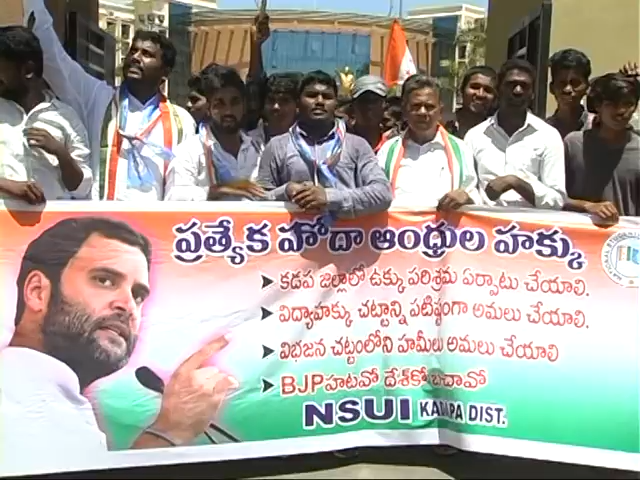 ప్రత్యేక హోదా ఆంధ్రుల హక్కు
➤ కడప జిల్లాలో ఉక్కు పరిశ్రమ ఏర్పాటు చేయాలి.
➤ విద్యాహక్కు చట్టాన్ని పటిష్ఠంగా అమలు చేయాలి.
➤ విభజన చట్టంలోని హమీలు అమలు చేయాలి
➤ BJP హటావో దేశ్‌కో బచావో
NSUI KADAPA DIST.